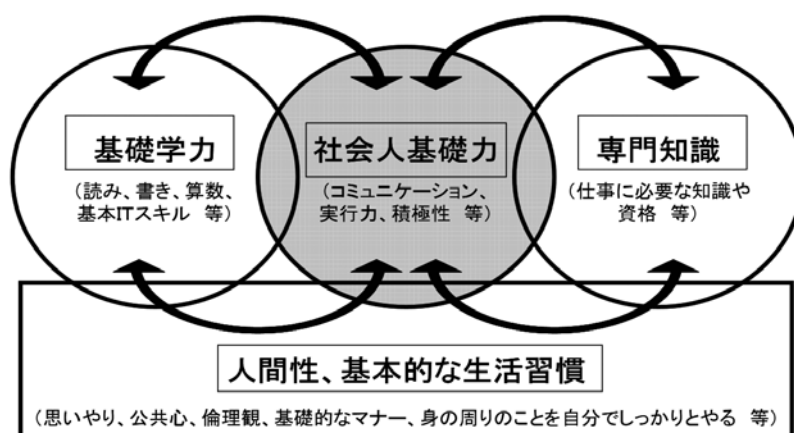 基礎学力
(読み、書き、算数、
基本ITスキル 等)
社会人基礎力
(コミュニケーション、
実行力、積極性 等)
専門知識
(仕事に必要な知識や
資格 等)
人間性、基本的な生活習慣
(思いやり、公共心、倫理観、基礎的なマナー、身の周りのことを自分でしっかりとやる 等)